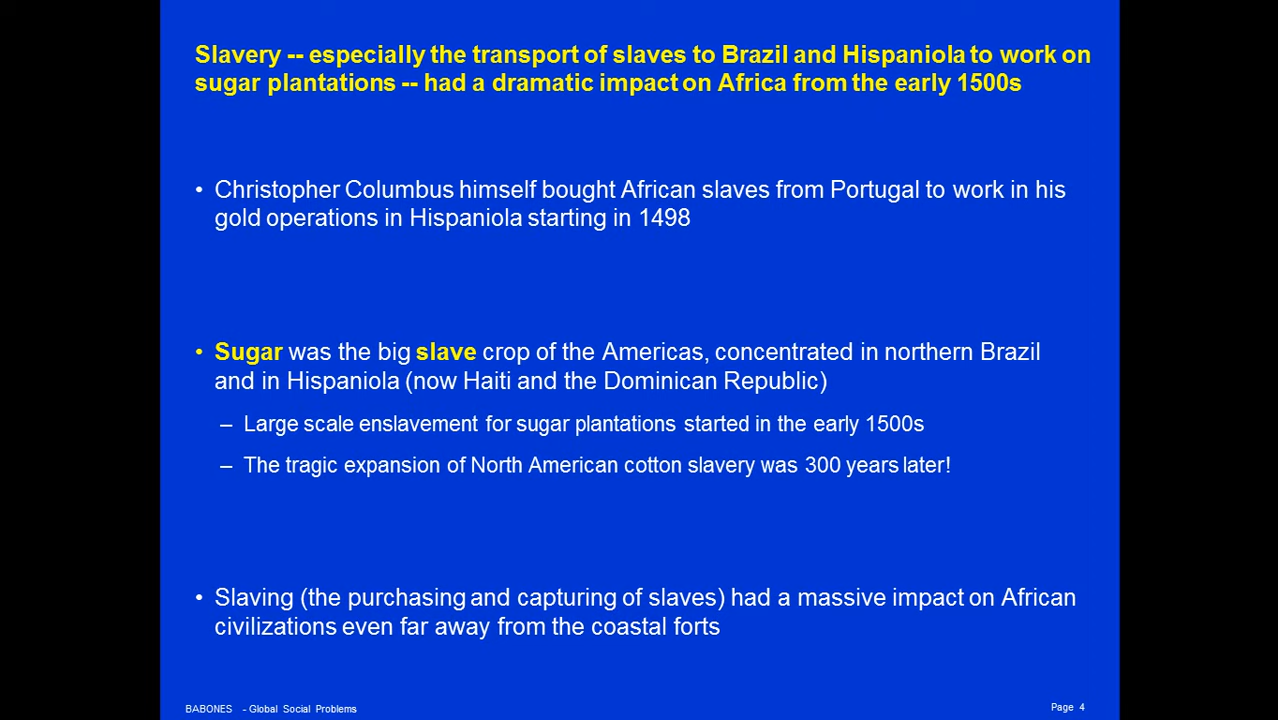 Slavery -- especially the transport of slaves to Brazil and Hispaniola to work on
sugar plantations -- had a dramatic impact on Africa from the early 1500s
• Christopher Columbus himself bought African slaves from Portugal to work in his
gold operations in Hispaniola starting in 1498
• Sugar was the big slave crop of the Americas, concentrated in northern Brazil
and in Hispaniola (now Haiti and the Dominican Republic)
– Large scale enslavement for sugar plantations started in the early 1500s
– The tragic expansion of North American cotton slavery was 300 years later!
• Slaving (the purchasing and capturing of slaves) had a massive impact on African
civilizations even far away from the coastal forts
BABONES - Global Social Problems
Page 4